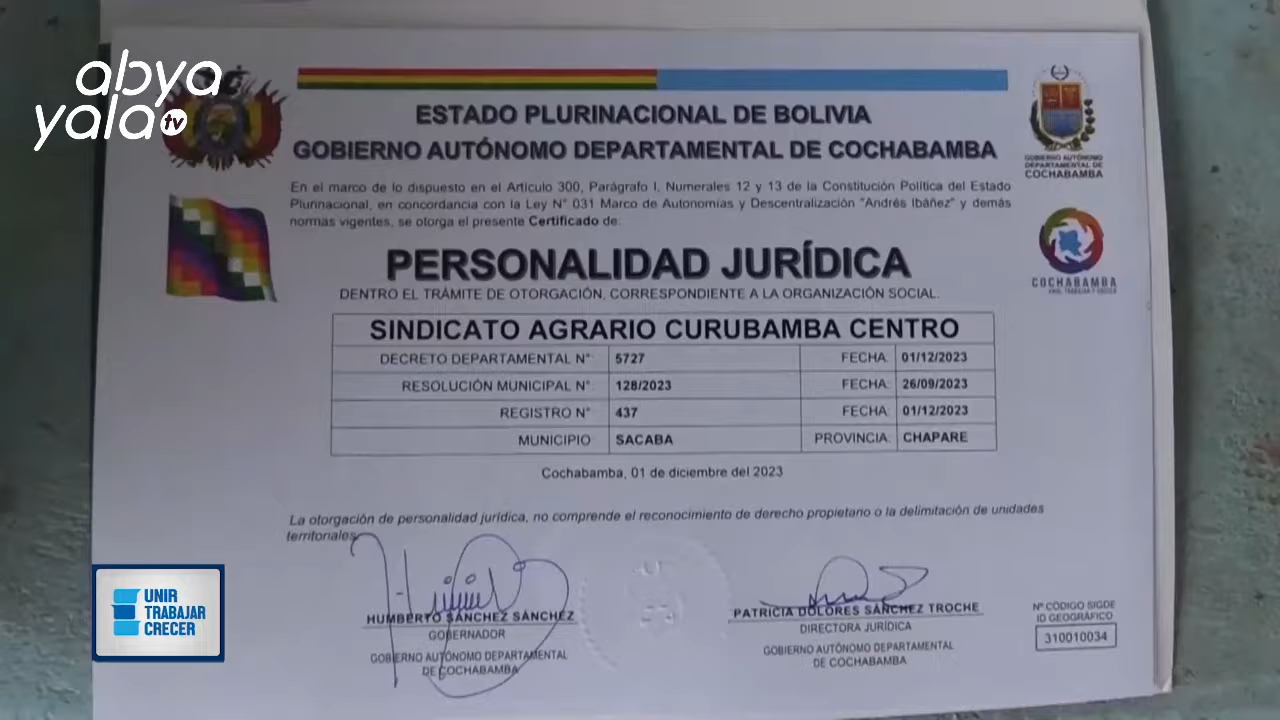 abya
yala tv
ESTADO PLURINACIONAL DE BOLIVIA
GOBIERNO AUTÓNOMO DEPARTAMENTAL DE COCHABAMBA
GOBIERNO AUTÓNOMO
DEPARTAMENTAL DE
COCHABAMBA
En el marco de lo dispuesto en el Artículo 300, Parágrafo I, Numerales 12 y 13 de la Constitución Política del Estado
Plurinacional, en concordancia con la Ley N° 031 Marco de Autonomías y Descentralización "Andrés Ibáñez" y demás
normas vigentes, se otorga el presente Certificado de:
PERSONALIDAD JURÍDICA
COCHABAMBA
DENTRO EL TRÁMITE DE OTORGACIÓN, CORRESPONDIENTE A LA ORGANIZACIÓN SOCIAL.
SINDICATO AGRARIO CURUBAMBA CENTRO
DECRETO DEPARTAMENTAL N° 5727 FECHA 01/12/2023
RESOLUCIÓN MUNICIPAL N° 128/2023 FECHA 26/09/2023
REGISTRO N° 437 FECHA 01/12/2023
MUNICIPIO SACABA PROVINCIA CHAPARE
Cochabamba, 01 de diciembre del 2023
La otorgación de personalidad jurídica, no comprende el reconocimiento de derecho propietario o la delimitación de unidades
territoriales
HUMBERTO SÁNCHEZ SÁNCHEZ
GOBERNADOR
GOBIERNO AUTÓNOMO DEPARTAMENTAL
DE COCHABAMBA
PATRICIA DOLORES SÁNCHEZ TROCHE
DIRECTORA JURÍDICA
GOBIERNO AUTÓNOMO DEPARTAMENTAL
DE COCHABAMBA
N° CÓDIGO SIGDE
ID GEOGRÁFICO
310010034
UNIR
TRABAJAR
CRECER